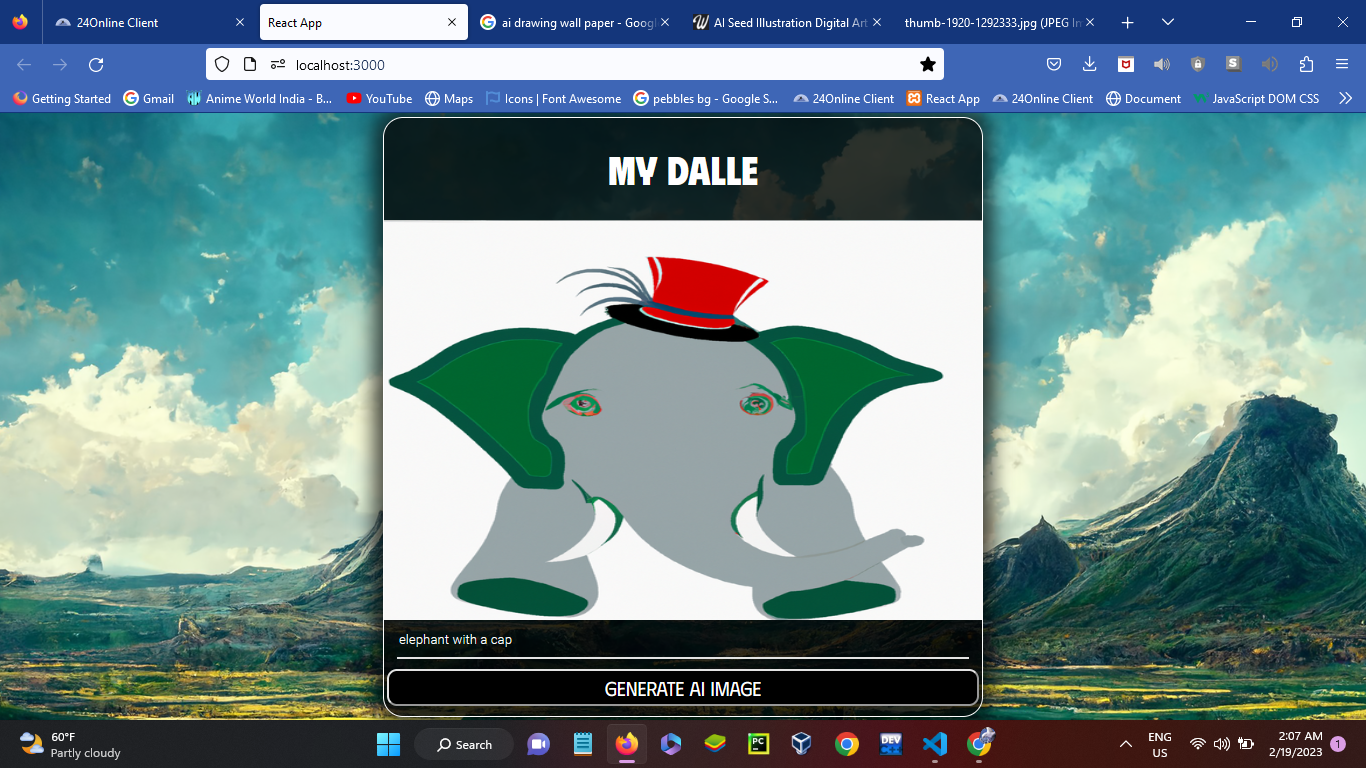 24Online Client
React App
ai drawing wall paper - Googl
AI Seed Illustration Digital Art
thumb-1920-1292333.jpg (JPEG Im
localhost:3000
Getting Started
Gmail
Anime World India - B...
YouTube
Maps
Icons | Font Awesome
pebbles bg - Google S...
24Online Client
React App
24Online Client
Document
JavaScript DOM CSS
MY DALLE
elephant with a cap
GENERATE AI IMAGE
60°F
Partly cloudy
Search
PC
DEV
C++
ENG
US
2:07 AM
2/19/2023
1